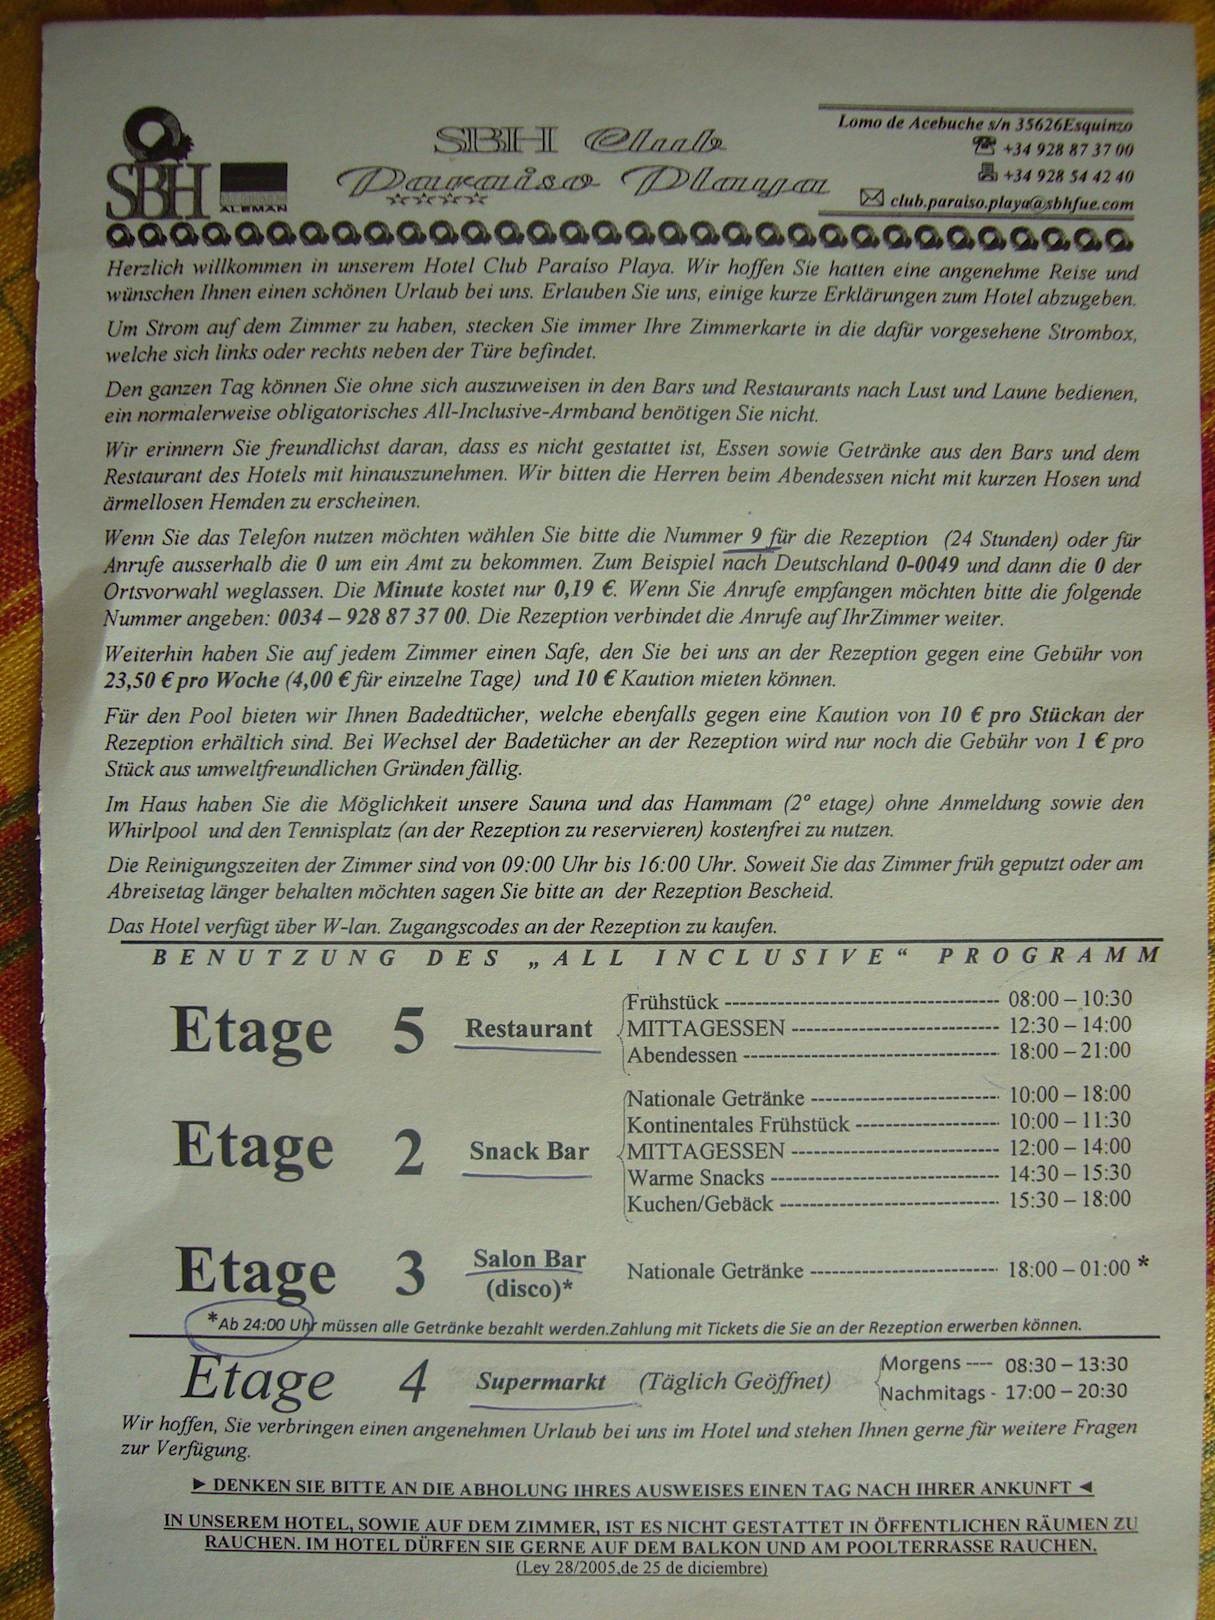 SBH
ALEMAN
SBH Club
Paraiso Playa
Lomo de Acebuche s/n 35626Esquinzo
+34 928 87 37 00
+34 928 54 42 40
club.paraiso.playa@sbhfue.com
Herzlich willkommen in unserem Hotel Club Paraiso Playa. Wir hoffen Sie hatten eine angenehme Reise und
wünschen Ihnen einen schönen Urlaub bei uns. Erlauben Sie uns, einige kurze Erklärungen zum Hotel abzugeben.
Um Strom auf dem Zimmer zu haben, stecken Sie immer Ihre Zimmerkarte in die dafür vorgesehene Strombox,
welche sich links oder rechts neben der Türe befindet.
Den ganzen Tag können Sie ohne sich auszuweisen in den Bars und Restaurants nach Lust und Laune bedienen,
ein normalerweise obligatorisches All-Inclusive-Armband benötigen Sie nicht.
Wir erinnern Sie freundlichst daran, dass es nicht gestattet ist, Essen sowie Getränke aus den Bars und dem
Restaurant des Hotels mit hinauszunehmen. Wir bitten die Herren beim Abendessen nicht mit kurzen Hosen und
ärmellosen Hemden zu erscheinen.
Wenn Sie das Telefon nutzen möchten wählen Sie bitte die Nummer 9 für die Rezeption (24 Stunden) oder für
Anrufe ausserhalb die 0 um ein Amt zu bekommen. Zum Beispiel nach Deutschland 0-0049 und dann die 0 der
Ortsvorwahl weglassen. Die Minute kostet nur 0,19 €. Wenn Sie Anrufe empfangen möchten bitte die folgende
Nummer angeben: 0034 – 928 87 37 00. Die Rezeption verbindet die Anrufe auf IhrZimmer weiter.
Weiterhin haben Sie auf jedem Zimmer einen Safe, den Sie bei uns an der Rezeption gegen eine Gebühr von
23,50 € pro Woche (4,00 € für einzelne Tage) und 10 € Kaution mieten können.
Für den Pool bieten wir Ihnen Badedtücher, welche ebenfalls gegen eine Kaution von 10 € pro Stückan der
Rezeption erhältich sind. Bei Wechsel der Badetücher an der Rezeption wird nur noch die Gebühr von 1 € pro
Stück aus umweltfreundlichen Gründen fällig.
Im Haus haben Sie die Möglichkeit unsere Sauna und das Hammam (2° etage) ohne Anmeldung sowie den
Whirlpool und den Tennisplatz (an der Rezeption zu reservieren) kostenfrei zu nutzen.
Die Reinigungszeiten der Zimmer sind von 09:00 Uhr bis 16:00 Uhr. Soweit Sie das Zimmer früh geputzt oder am
Abreisetag länger behalten möchten sagen Sie bitte an der Rezeption Bescheid.
Das Hotel verfügt über W-lan. Zugangscodes an der Rezeption zu kaufen.
BENUTZUNG DES „ALL INCLUSIVE“ PROGRAMM
Etage 5 Restaurant
Frühstück ----------------------------------- 08:00 – 10:30
MITTAGESSEN --------------------------- 12:30 – 14:00
Abendessen --------------------------------- 18:00 – 21:00
Etage 2 Snack Bar
Nationale Getränke ------------------------ 10:00 – 18:00
Kontinentales Frühstück ------------------ 10:00 – 11:30
MITTAGESSEN --------------------------- 12:00 – 14:00
Warme Snacks ----------------------------- 14:30 – 15:30
Kuchen/Gebäck ---------------------------- 15:30 – 18:00
Etage 3 Salon Bar
(disco)*
Nationale Getränke ------------------------ 18:00 – 01:00 *
*Ab 24:00 Uhr müssen alle Getränke bezahlt werden.Zahlung mit Tickets die Sie an der Rezeption erwerben können.
Etage 4 Supermarkt (Täglich Geöffnet)
Morgens ---- 08:30 – 13:30
Nachmitags - 17:00 – 20:30
Wir hoffen, Sie verbringen einen angenehmen Urlaub bei uns im Hotel und stehen Ihnen gerne für weitere Fragen
zur Verfügung.
► DENKEN SIE BITTE AN DIE ABHOLUNG IHRES AUSWEISES EINEN TAG NACH IHRER ANKUNFT ◄
IN UNSEREM HOTEL, SOWIE AUF DEM ZIMMER, IST ES NICHT GESTATTET IN ÖFFENTLICHEN RÄUMEN ZU
RAUCHEN. IM HOTEL DÜRFEN SIE GERNE AUF DEM BALKON UND AM POOLTERRASSE RAUCHEN.
(Ley 28/2005,de 25 de diciembre)